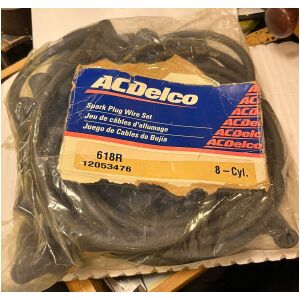 ACDelco
Spark Plug Wire Set
Jeu de câbles d'allumage
Juego de Cables de Bujía
ACDelco
ACDelco
ACDelco
ACDelco
ACDelco
618R
12053476
8-Cyl.